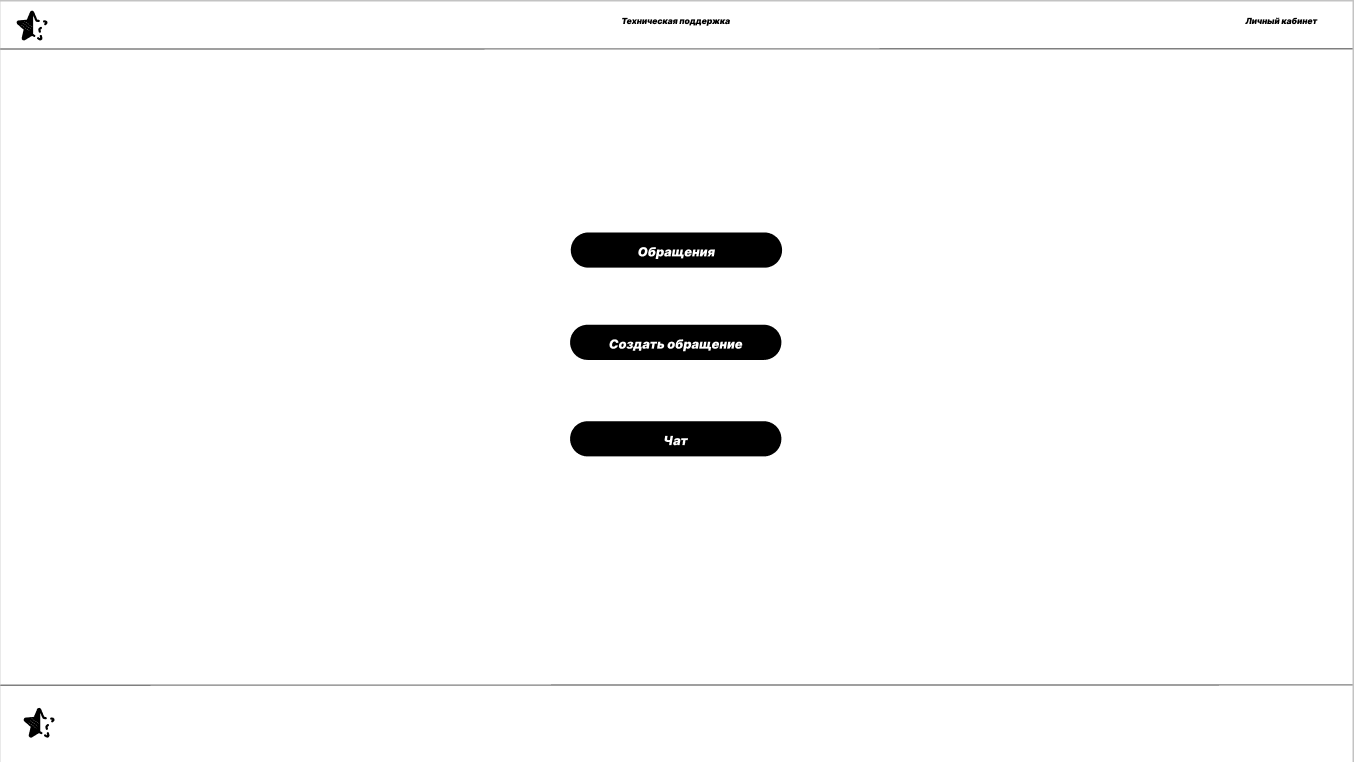 Техническая поддержка
Личный кабинет
Обращения
Создать обращение
Чат